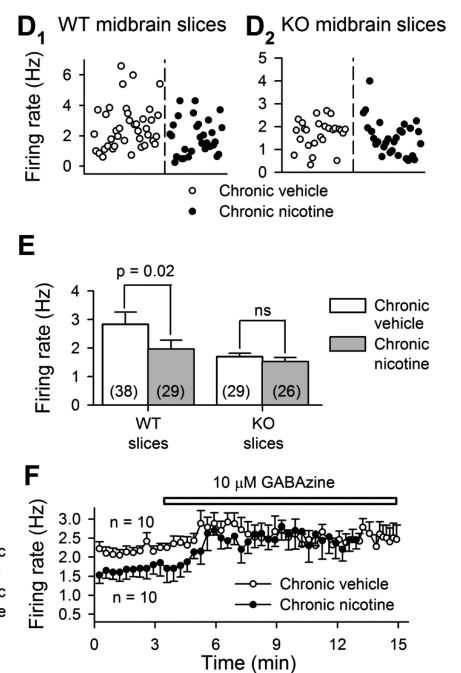 D1 WT midbrain slices D2 KO midbrain slices
Firing rate (Hz)
6
4
2
0
5
4
3
2
1
0
Chronic vehicle
Chronic nicotine
E
p = 0.02
ns
Firing rate (Hz)
4
3
2
1
0
(38) (29) (29) (26)
WT slices
KO slices
Chronic vehicle
Chronic nicotine
F
10 μM GABAzine
Firing rate (Hz)
3.0
2.5
2.0
1.5
1.0
0.5
n = 10
n = 10
Chronic vehicle
Chronic nicotine
0 3 6 9 12 15
Time (min)
c
c
e